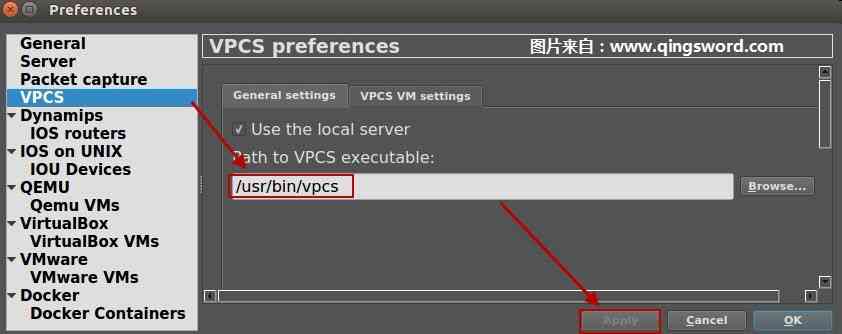 Preferences
General
Server
Packet capture
VPCS
Dynamips
IOS routers
IOS on UNIX
IOU Devices
QEMU
Qemu VMs
VirtualBox
VirtualBox VMs
VMware
VMware VMs
Docker
Docker Containers
VPCS preferences
图片来自：www.qingsword.com
General settings
VPCS VM settings
Use the local server
Path to VPCS executable:
/usr/bin/vpcs
Browse...
Apply
Cancel
OK